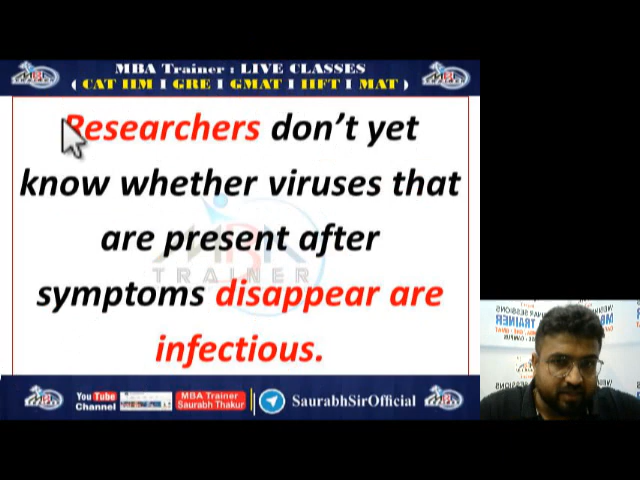 MBA Trainer : LIVE CLASSES
( CAT IIM I GRE I GMAT I IIFT I MAT )
Researchers don't yet
know whether viruses that
are present after
TRAINER
symptoms disappear are
infectious.
You Tube
Channel
MBA Trainer
Saurabh Thakur
SaurabhSirOfficial